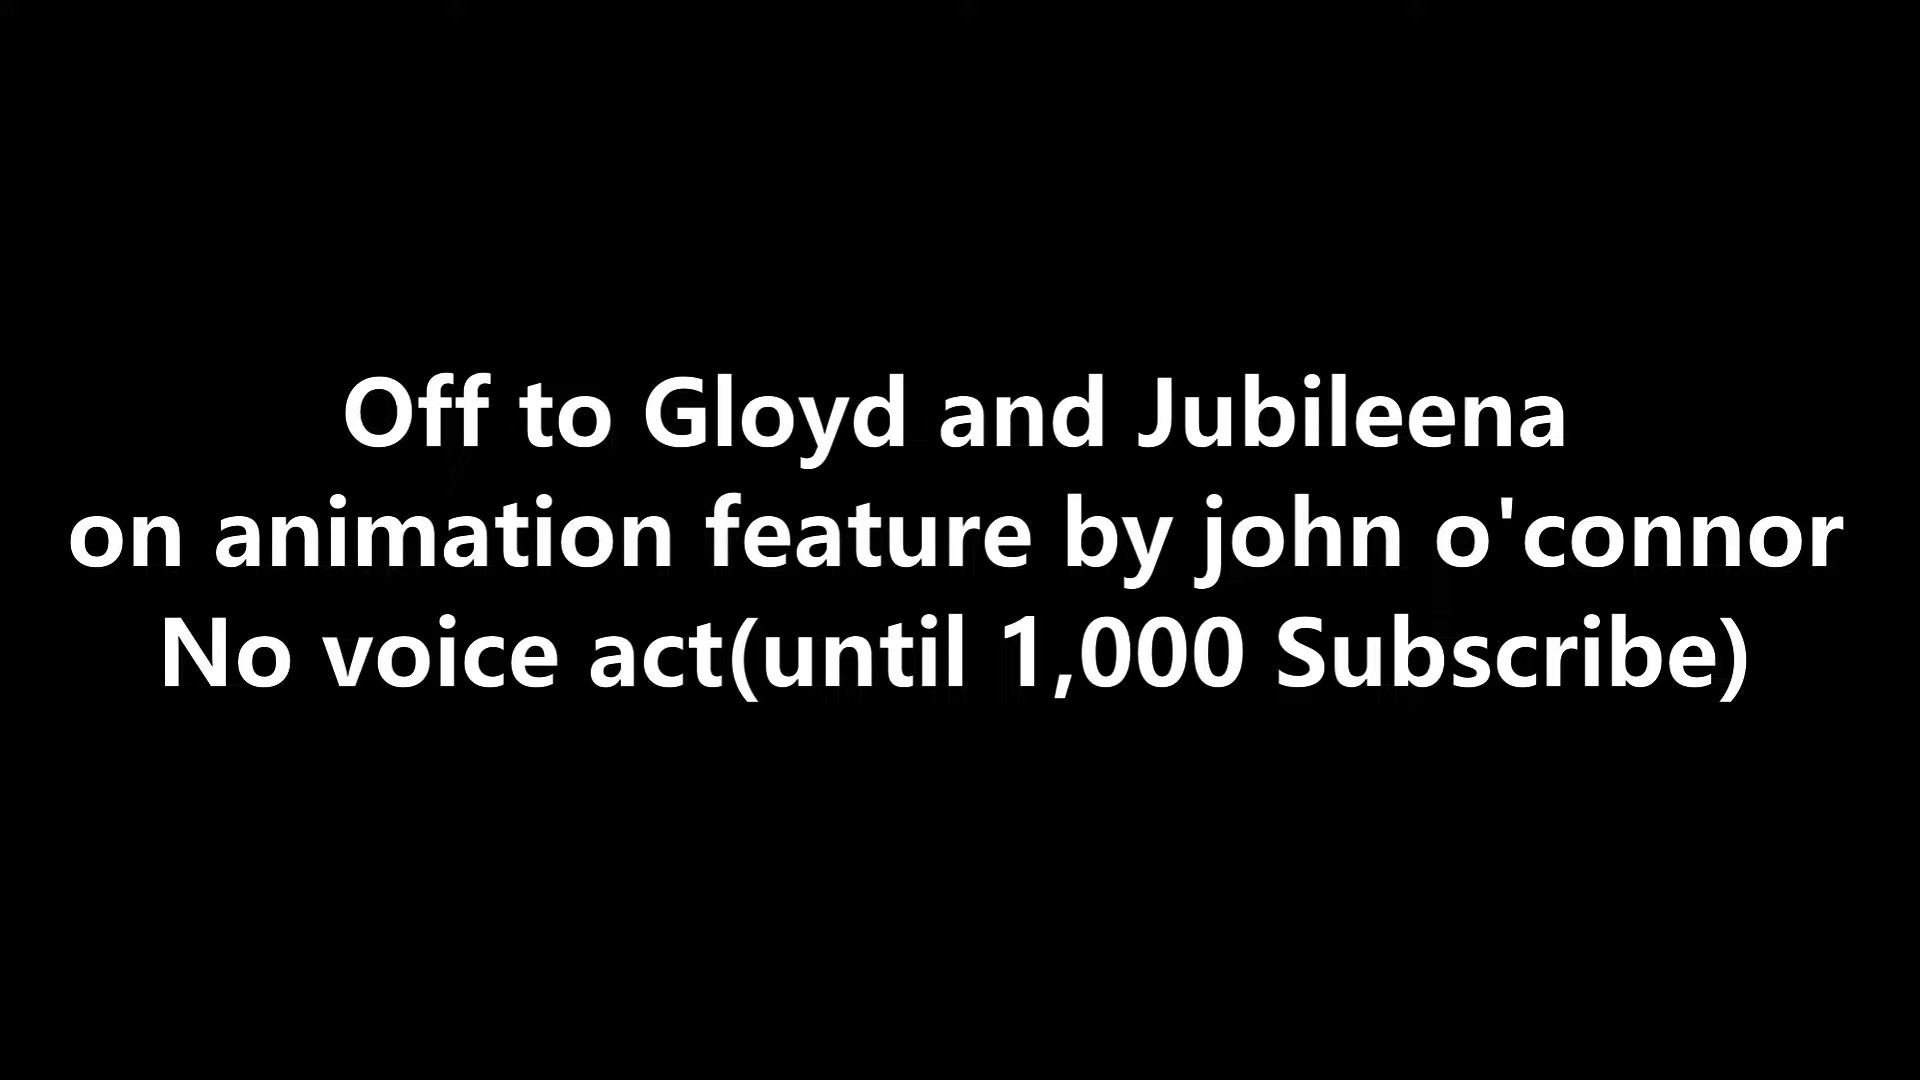 Off to Gloyd and Jubileena
on animation feature by john o'connor
No voice act(until 1,000 Subscribe)